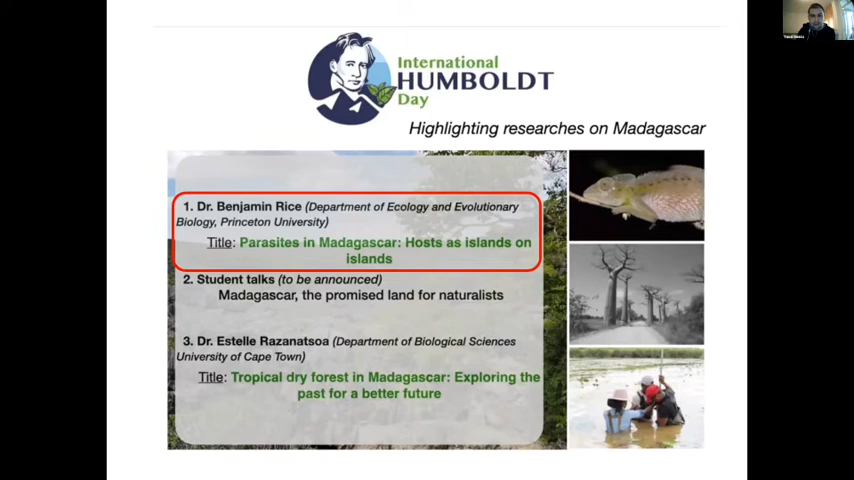 International
HUMBOLDT
Day
Highlighting researches on Madagascar
1. Dr. Benjamin Rice (Department of Ecology and Evolutionary
Biology, Princeton University)
Title: Parasites in Madagascar: Hosts as islands on
islands
2. Student talks (to be announced)
Madagascar, the promised land for naturalists
3. Dr. Estelle Razanatsoa (Department of Biological Sciences
University of Cape Town)
Title: Tropical dry forest in Madagascar: Exploring the
past for a better future